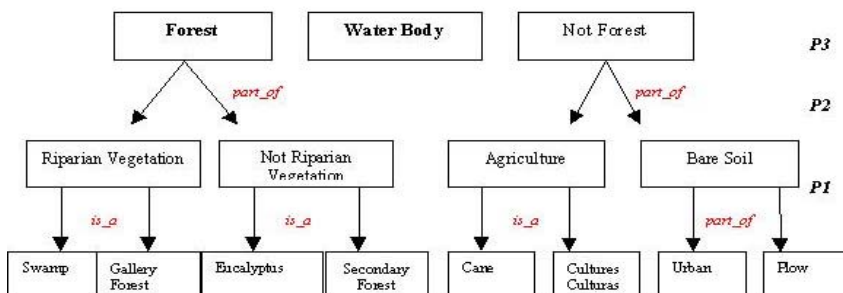 Forest
Water Body
Not Forest
P3
part_of
part_of
P2
Riparian Vegetation
Not Riparian
Vegetation
Agriculture
Bare Soil
P1
is_a
is_a
is_a
part_of
Swamp
Gallery
Forest
Eucalyptus
Secondary
Forest
Cane
Cultures
Culturas
Urban
Plow